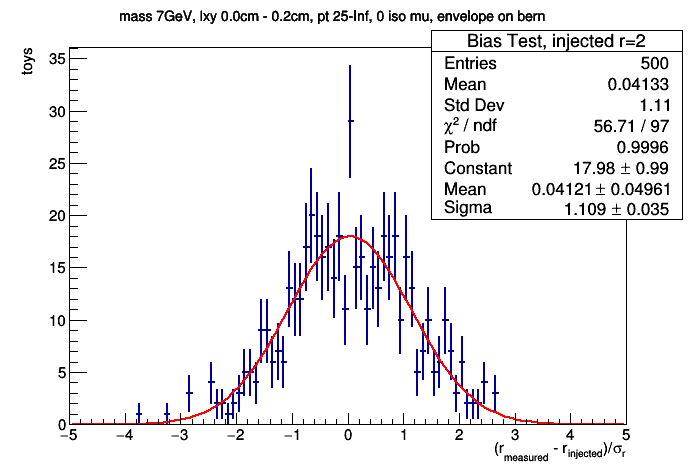 mass 7GeV, lxy 0.0cm - 0.2cm, pt 25-Inf, 0 iso mu, envelope on bern
Bias Test, injected r=2
Entries 500
Mean 0.04133
Std Dev 1.11
χ² / ndf 56.71 / 97
Prob 0.9996
Constant 17.98 ± 0.99
Mean 0.04121 ± 0.04961
Sigma 1.109 ± 0.035
toys
35
30
25
20
15
10
5
0
−5 −4 −3 −2 −1 0 1 2 3 4 5
(r_measured - r_injected)/σ_r